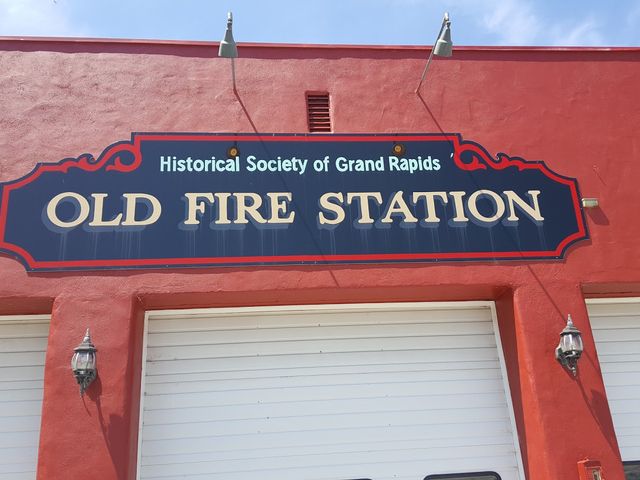 Historical Society of Grand Rapids
OLD FIRE STATION